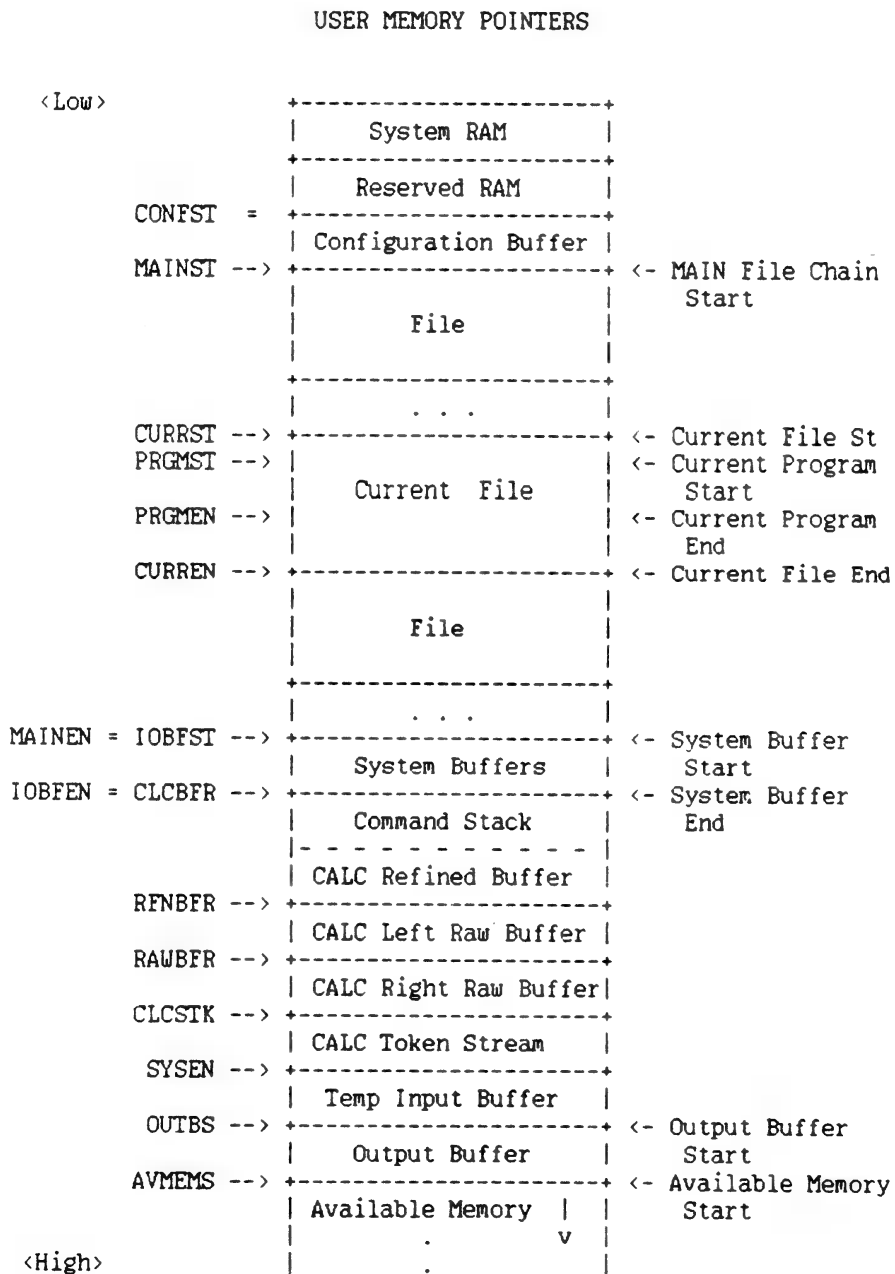 USER MEMORY POINTERS
<Low> +-----------------------+
| System RAM |
+-----------------------+
| Reserved RAM |
CONFST = +-----------------------+
| Configuration Buffer |
MAINST --> +-----------------------+ <- MAIN File Chain
| | Start
| File |
| |
+-----------------------+
| . . . |
CURRST --> +-----------------------+ <- Current File St
PRGMST --> | | <- Current Program
| Current File | Start
PRGMEN --> | | <- Current Program
| | End
CURREN --> +-----------------------+ <- Current File End
| |
| File |
| |
+-----------------------+
| . . . |
MAINEN = IOBFST --> +-----------------------+ <- System Buffer
| System Buffers | Start
IOBFEN = CLCBFR --> +-----------------------+ <- System Buffer
| Command Stack | End
|- - - - - - - - - - - |
| CALC Refined Buffer |
RFNBFR --> +-----------------------+
| CALC Left Raw Buffer |
RAWBFR --> +-----------------------+
| CALC Right Raw Buffer|
CLCSTK --> +-----------------------+
| CALC Token Stream |
SYSEN --> +-----------------------+
| Temp Input Buffer |
OUTBS --> +-----------------------+ <- Output Buffer
| Output Buffer | Start
AVMEMS --> +-----------------------+ <- Available Memory
| Available Memory | | Start
| . v |
<High> | . |